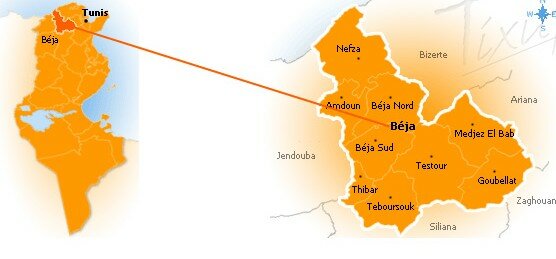 Tunis
Béja
N
W
E
S
Nefza
Bizerte
Amdoun
Béja Nord
Ariana
Béja
Medjez El Bab
Béja Sud
Jendouba
Testour
Thibar
Goubellat
Teboursouk
Zaghouan
Siliana